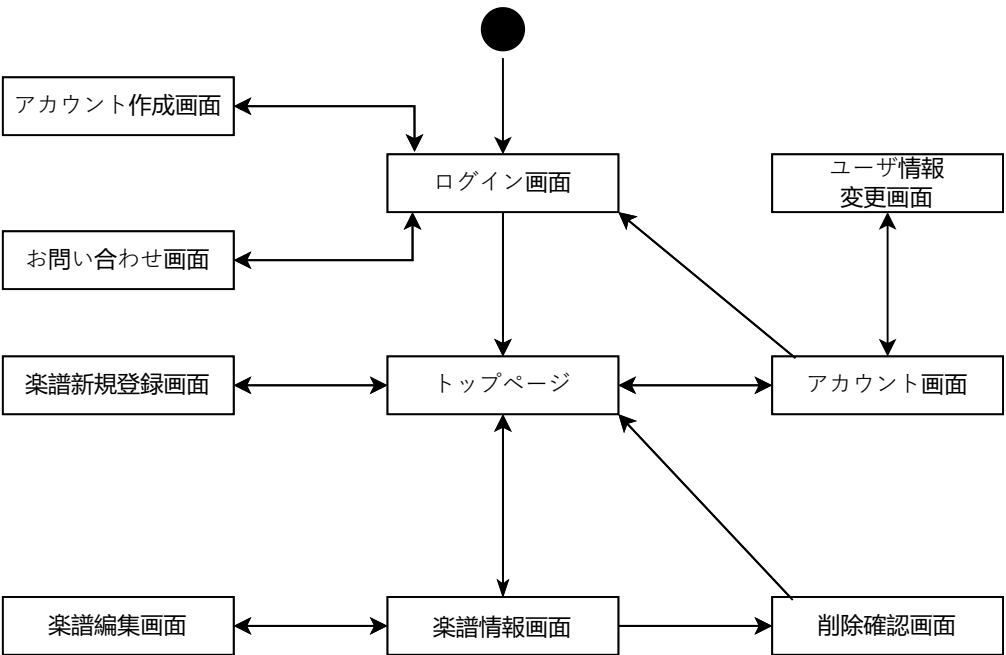 アカウント作成画面
ログイン画面
ユーザ情報
変更画面
お問い合わせ画面
楽譜新規登録画面
トップページ
アカウント画面
楽譜編集画面
楽譜情報画面
削除確認画面